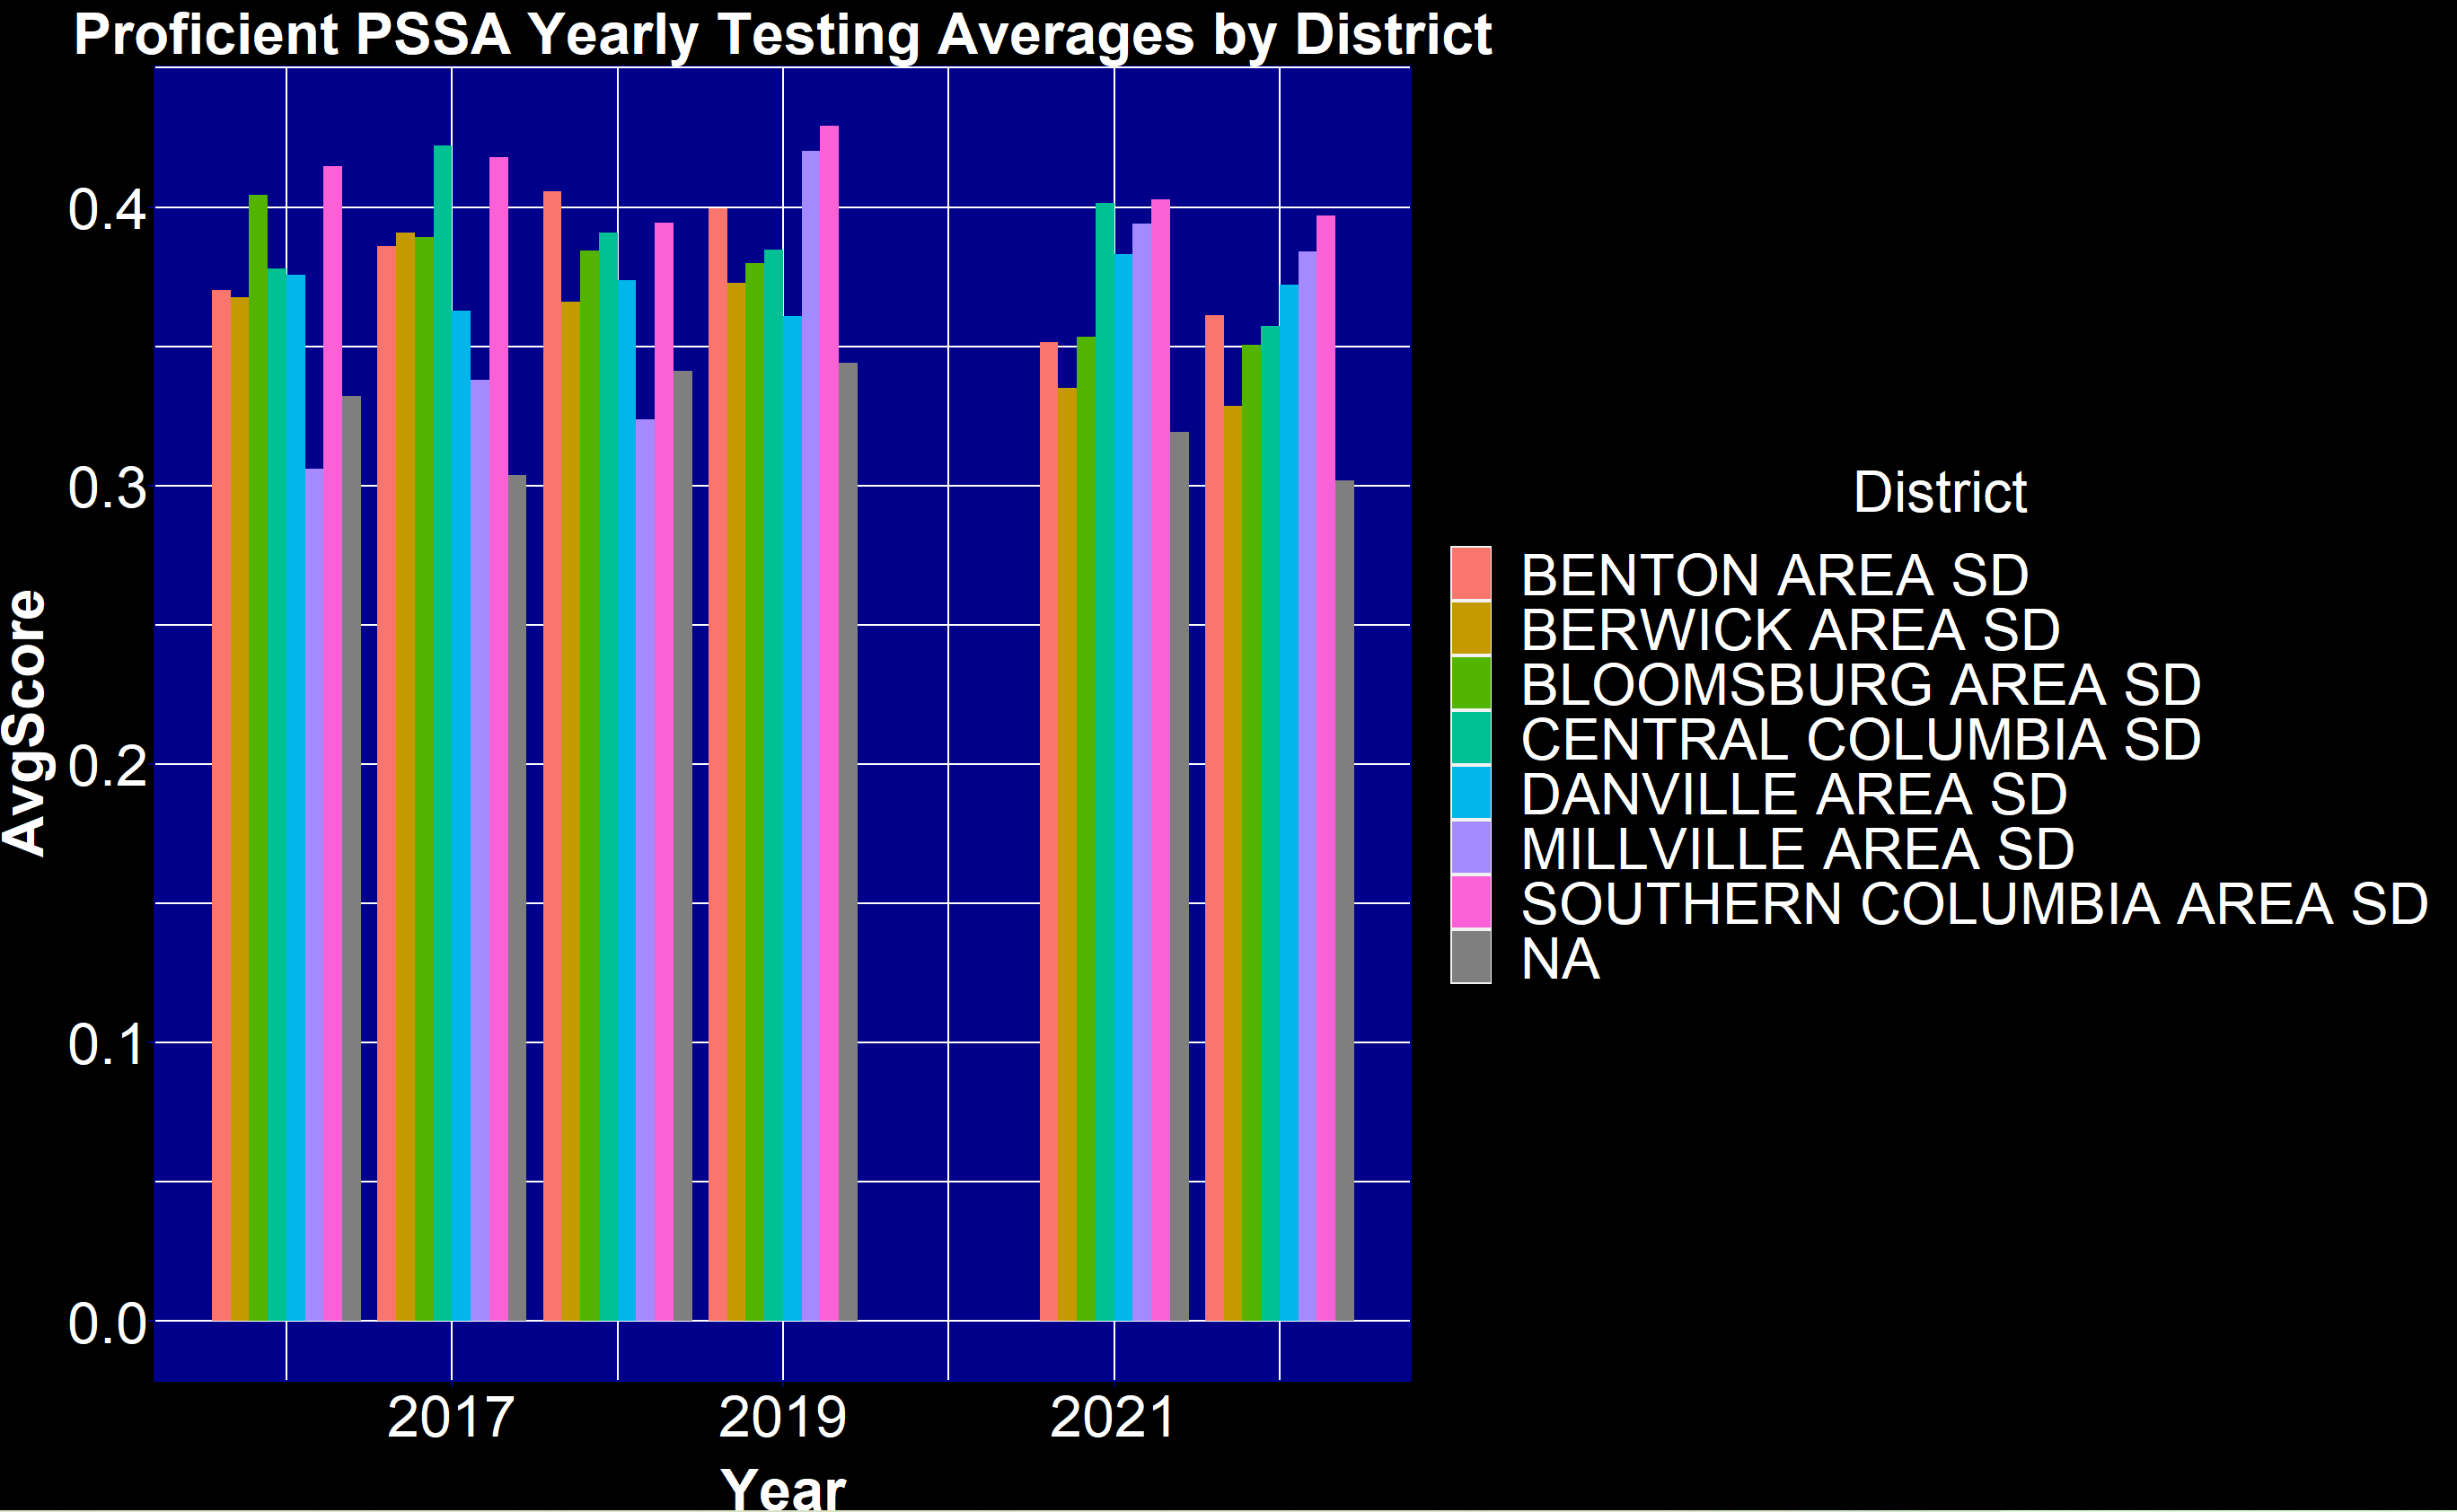 Proficient PSSA Yearly Testing Averages by District
0.4
0.3
0.2
0.1
0.0
AvgScore
2017
2019
2021
Year
District
BENTON AREA SD
BERWICK AREA SD
BLOOMSBURG AREA SD
CENTRAL COLUMBIA SD
DANVILLE AREA SD
MILLVILLE AREA SD
SOUTHERN COLUMBIA AREA SD
NA